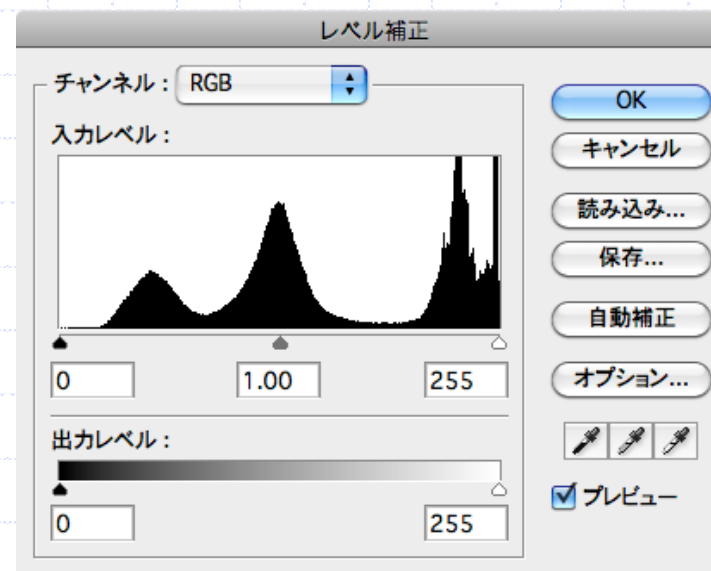 レベル補正
チャンネル： RGB
入力レベル：
0 1.00 255
出力レベル：
0 255
OK
キャンセル
読み込み...
保存...
自動補正
オプション...
プレビュー